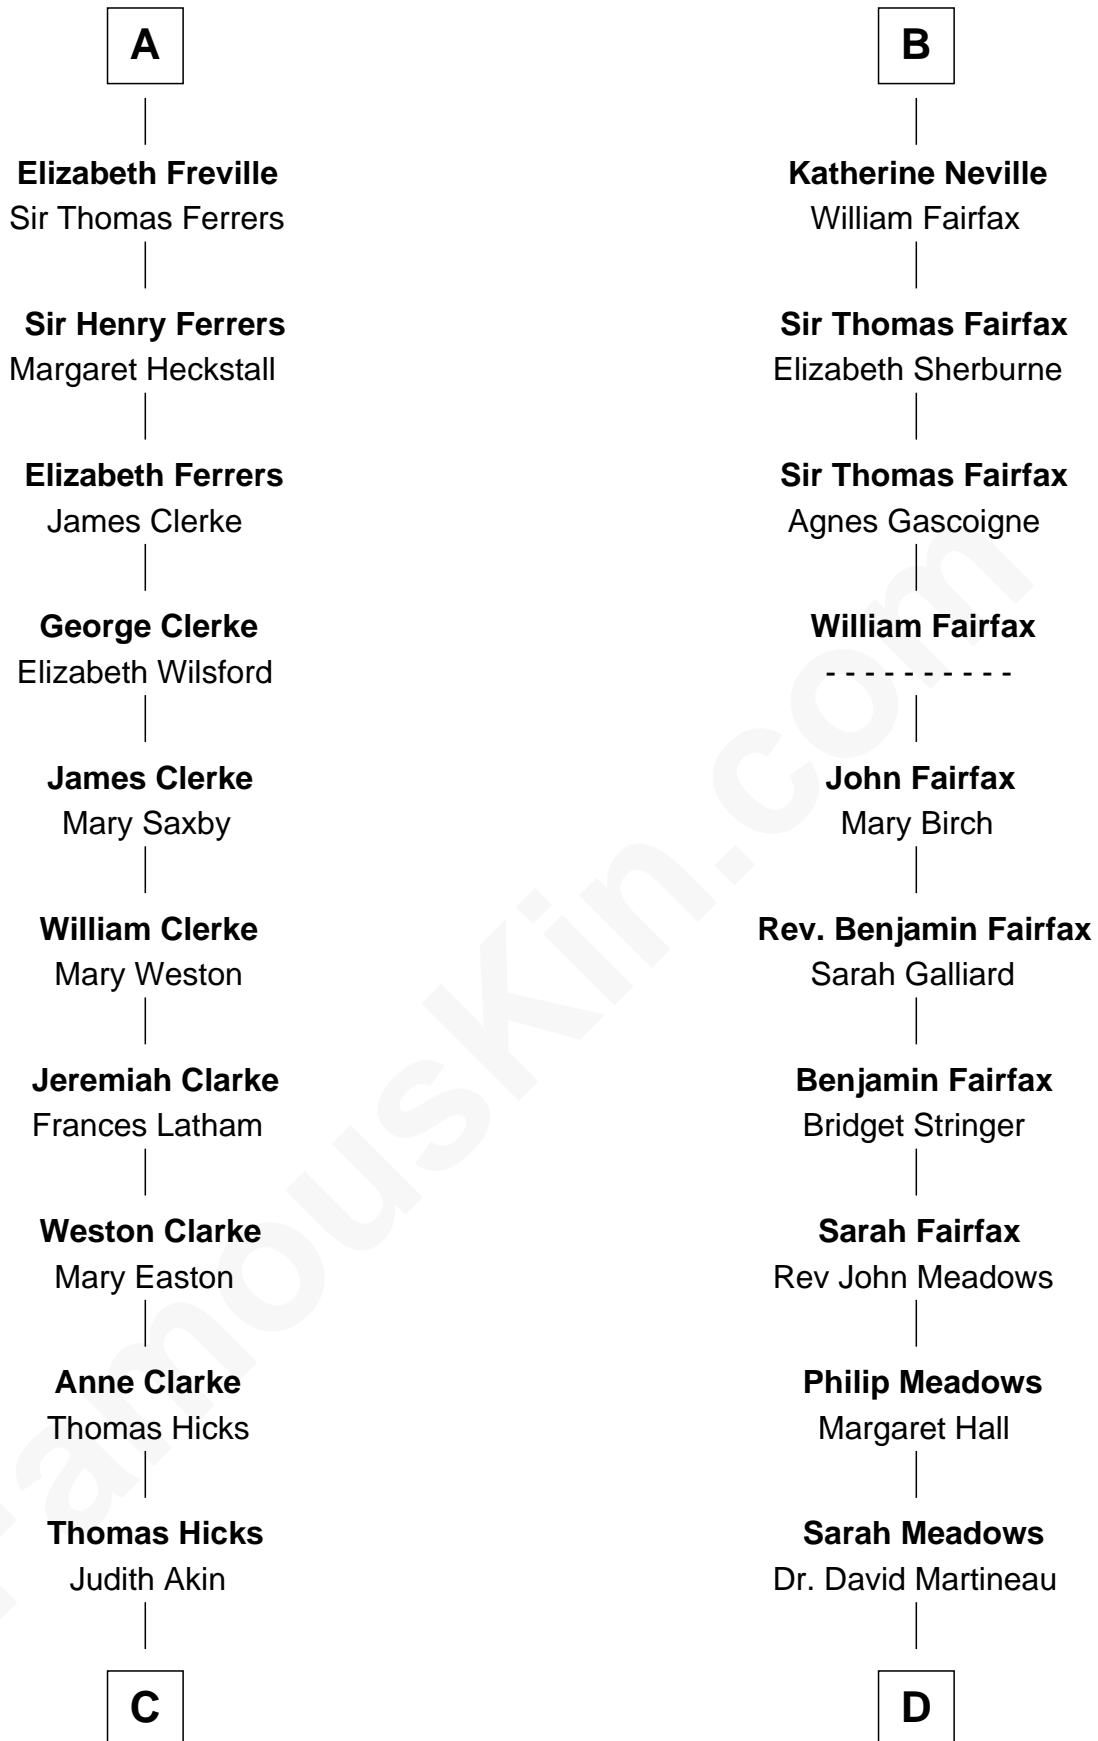 A
Elizabeth Freville
Sir Thomas Ferrers
Sir Henry Ferrers
Margaret Heckstall
Elizabeth Ferrers
James Clerke
George Clerke
Elizabeth Wilsford
James Clerke
Mary Saxby
William Clerke
Mary Weston
Jeremiah Clarke
Frances Latham
Weston Clarke
Mary Easton
Anne Clarke
Thomas Hicks
Thomas Hicks
Judith Akin
C
B
Katherine Neville
William Fairfax
Sir Thomas Fairfax
Elizabeth Sherburne
Sir Thomas Fairfax
Agnes Gascoigne
William Fairfax
- - - - - - - - - -
John Fairfax
Mary Birch
Rev. Benjamin Fairfax
Sarah Galliard
Benjamin Fairfax
Bridget Stringer
Sarah Fairfax
Rev John Meadows
Philip Meadows
Margaret Hall
Sarah Meadows
Dr. David Martineau
D
FamousKin.com